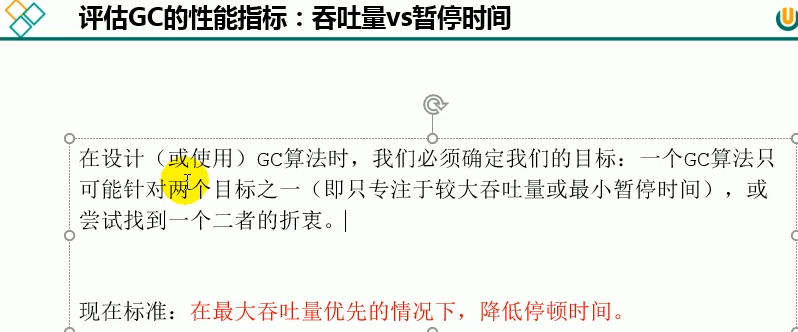 评估GC的性能指标：吞吐量vs暂停时间
在设计（或使用）GC算法时，我们必须确定我们的目标：一个GC算法只
可能针对两个目标之一（即只专注于较大吞吐量或最小暂停时间），或
尝试找到一个二者的折衷。
现在标准：在最大吞吐量优先的情况下，降低停顿时间。